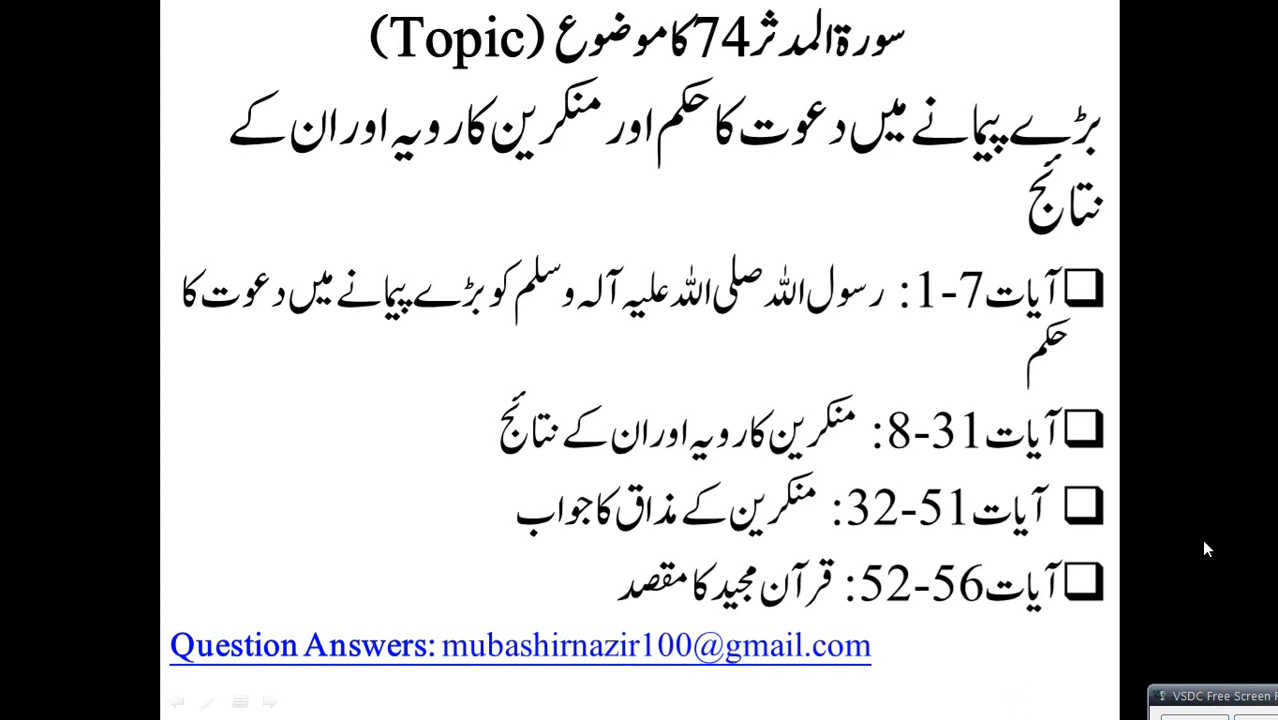 سورۃ المدثر 74 کا موضوع (Topic)
بڑے پیمانے میں دعوت کا حکم اور منکرین کا رویہ اور ان کے
نتائج
آیات 1-7: رسول اللہ صلی اللہ علیہ آلہ وسلم کو بڑے پیمانے میں دعوت کا
حکم
آیات 8-31: منکرین کا رویہ اور ان کے نتائج
آیات 32-51: منکرین کے مذاق کا جواب
آیات 52-56: قرآن مجید کا مقصد
Question Answers: mubashirnazir100@gmail.com
VSDC Free Screen